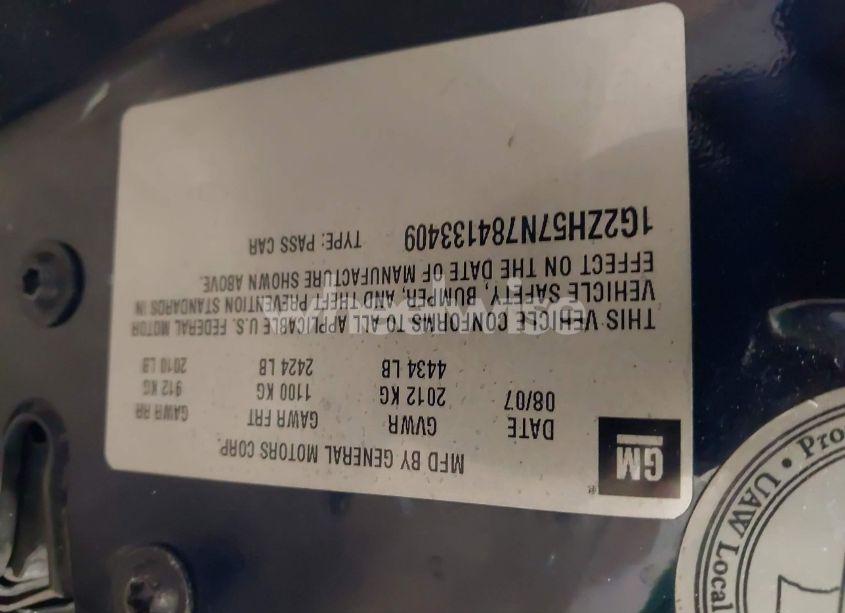 GM
MFD BY GENERAL MOTORS CORP.
DATE GVWR GAWR FRT GAWR RR
08/07 2012 KG 1100 KG 912 KG
4434 LB 2424 LB 2010 LB
THIS VEHICLE CONFORMS TO ALL APPLICABLE U.S. FEDERAL MOTOR
VEHICLE SAFETY, BUMPER, AND THEFT PREVENTION STANDARDS IN
EFFECT ON THE DATE OF MANUFACTURE SHOWN ABOVE.
1G2ZH57N784133409 TYPE: PASS CAR
UAW Local
• Pro